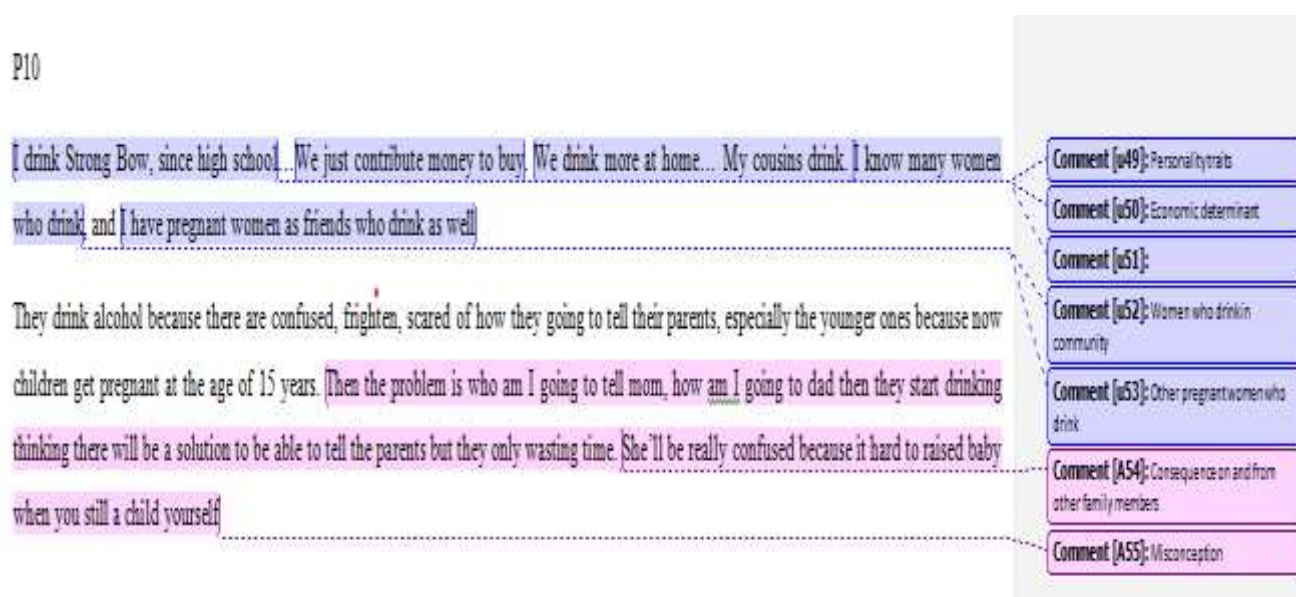 P10
I drink Strong Bow, since high school... We just contribute money to buy. We drink more at home... My cousins drink. I know many women
who drink, and I have pregnant women as friends who drink as well
They drink alcohol because there are confused, frighten, scared of how they going to tell their parents, especially the younger ones because now
children get pregnant at the age of 15 years. Then the problem is who am I going to tell mom, how am I going to dad then they start drinking
thinking there will be a solution to be able to tell the parents but they only wasting time. She'll be really confused because it hard to raised baby
when you still a child yourself
Comment [u49]: Personality traits
Comment [u50]: Economic determinant
Comment [u51]:
Comment [u52]: Women who drink in
community
Comment [u53]: Other pregnant women who
drink
Comment [A54]: Consequence on and from
other family members
Comment [A55]: Misconception